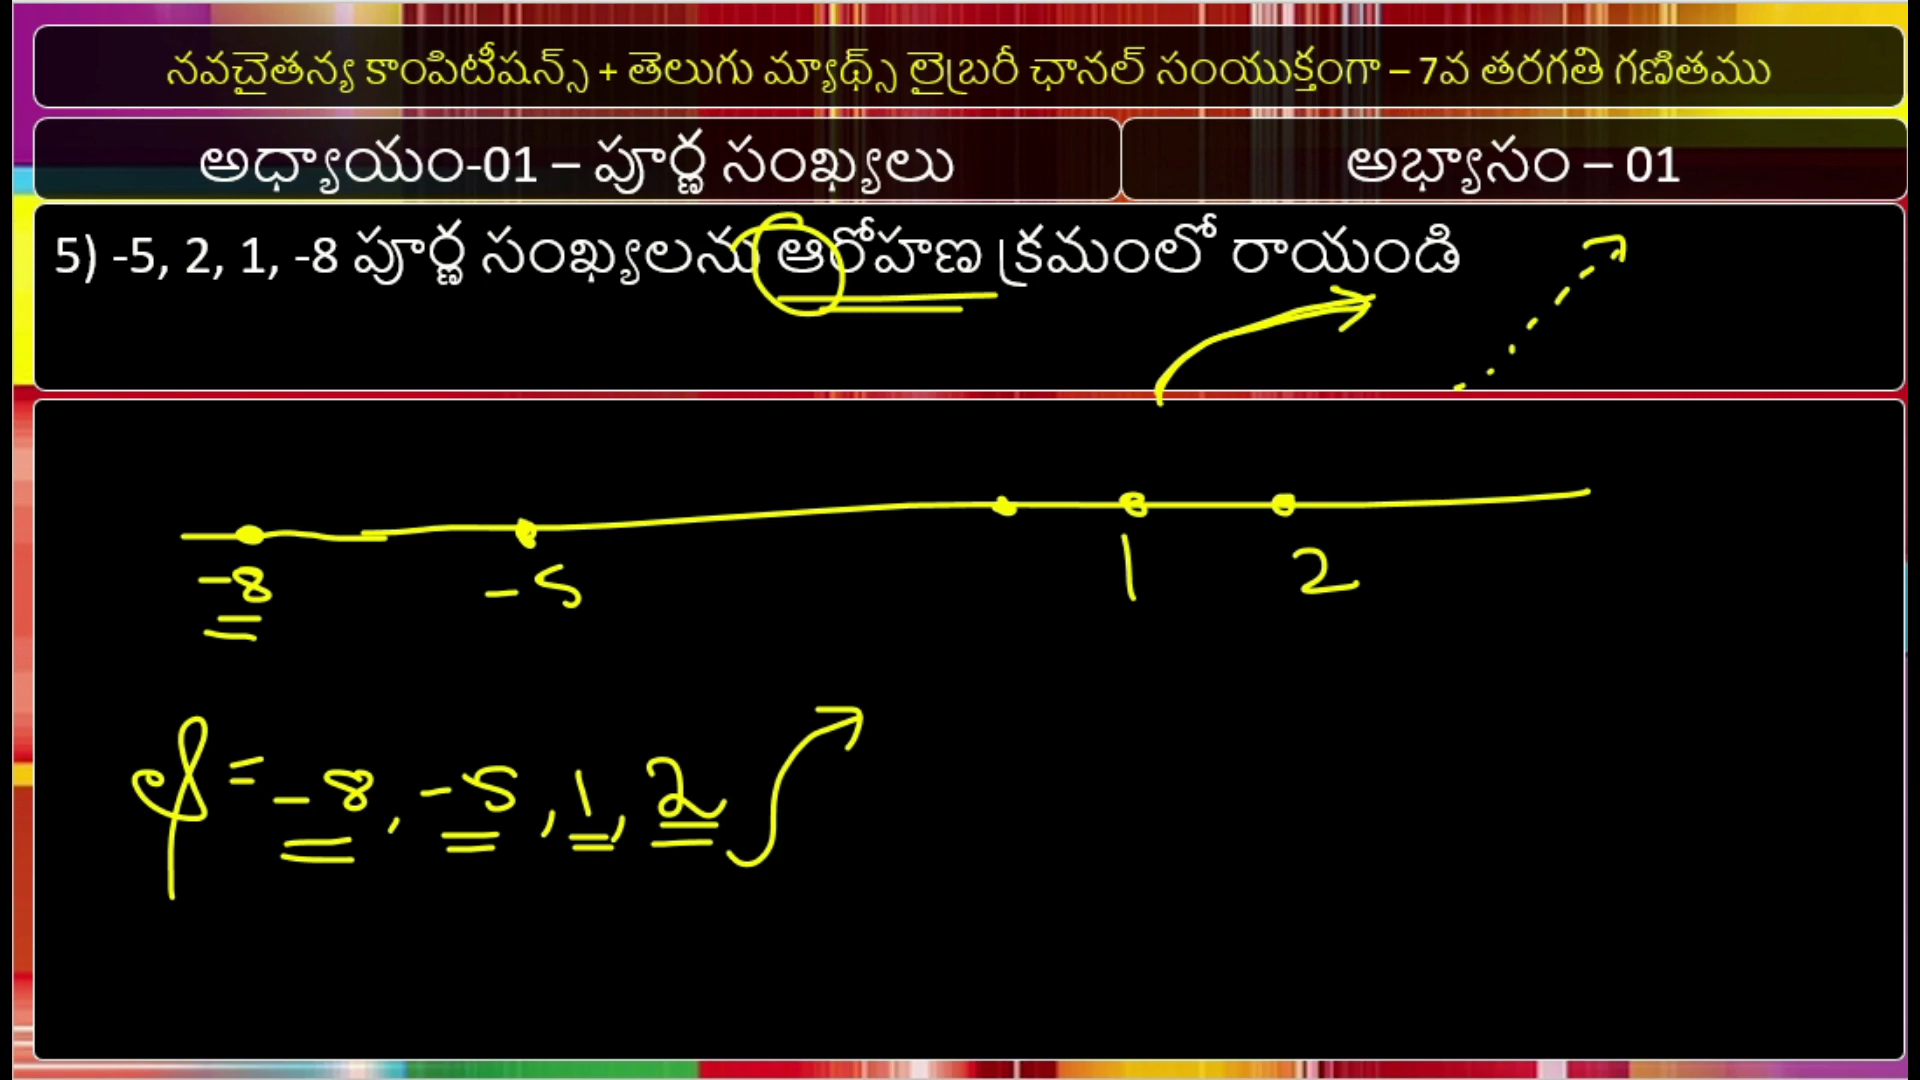 నవచైతన్య కాంపిటీషన్స్ + తెలుగు మ్యాథ్స్ లైబ్రరీ ఛానల్ సంయుక్తంగా – 7వ తరగతి గణితము
అధ్యాయం-01 – పూర్ణ సంఖ్యలు
అభ్యాసం – 01
5) -5, 2, 1, -8 పూర్ణ సంఖ్యలను ఆరోహణ క్రమంలో రాయండి
-8 -5 1 2
= -8, -5, 1, 2